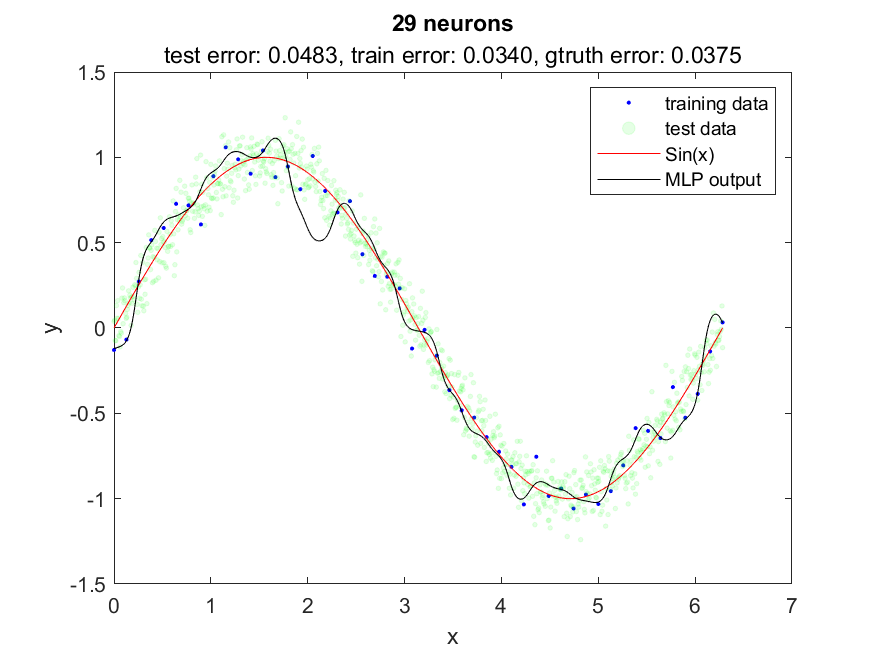 29 neurons
test error: 0.0483, train error: 0.0340, gtruth error: 0.0375
training data
test data
Sin(x)
MLP output
1.5
1
0.5
0
-0.5
-1
-1.5
y
0 1 2 3 4 5 6 7
x